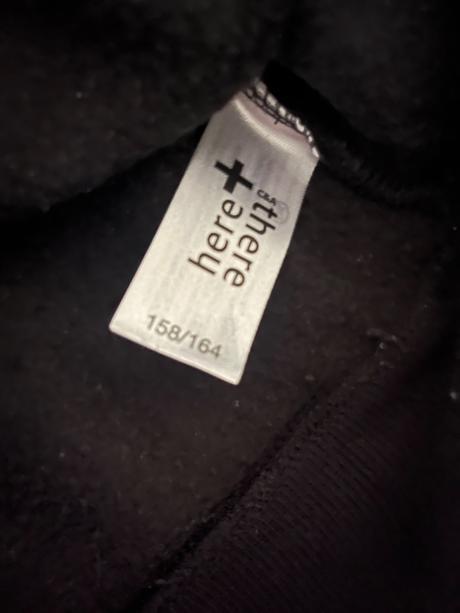 here
+
there
C&A
158/164